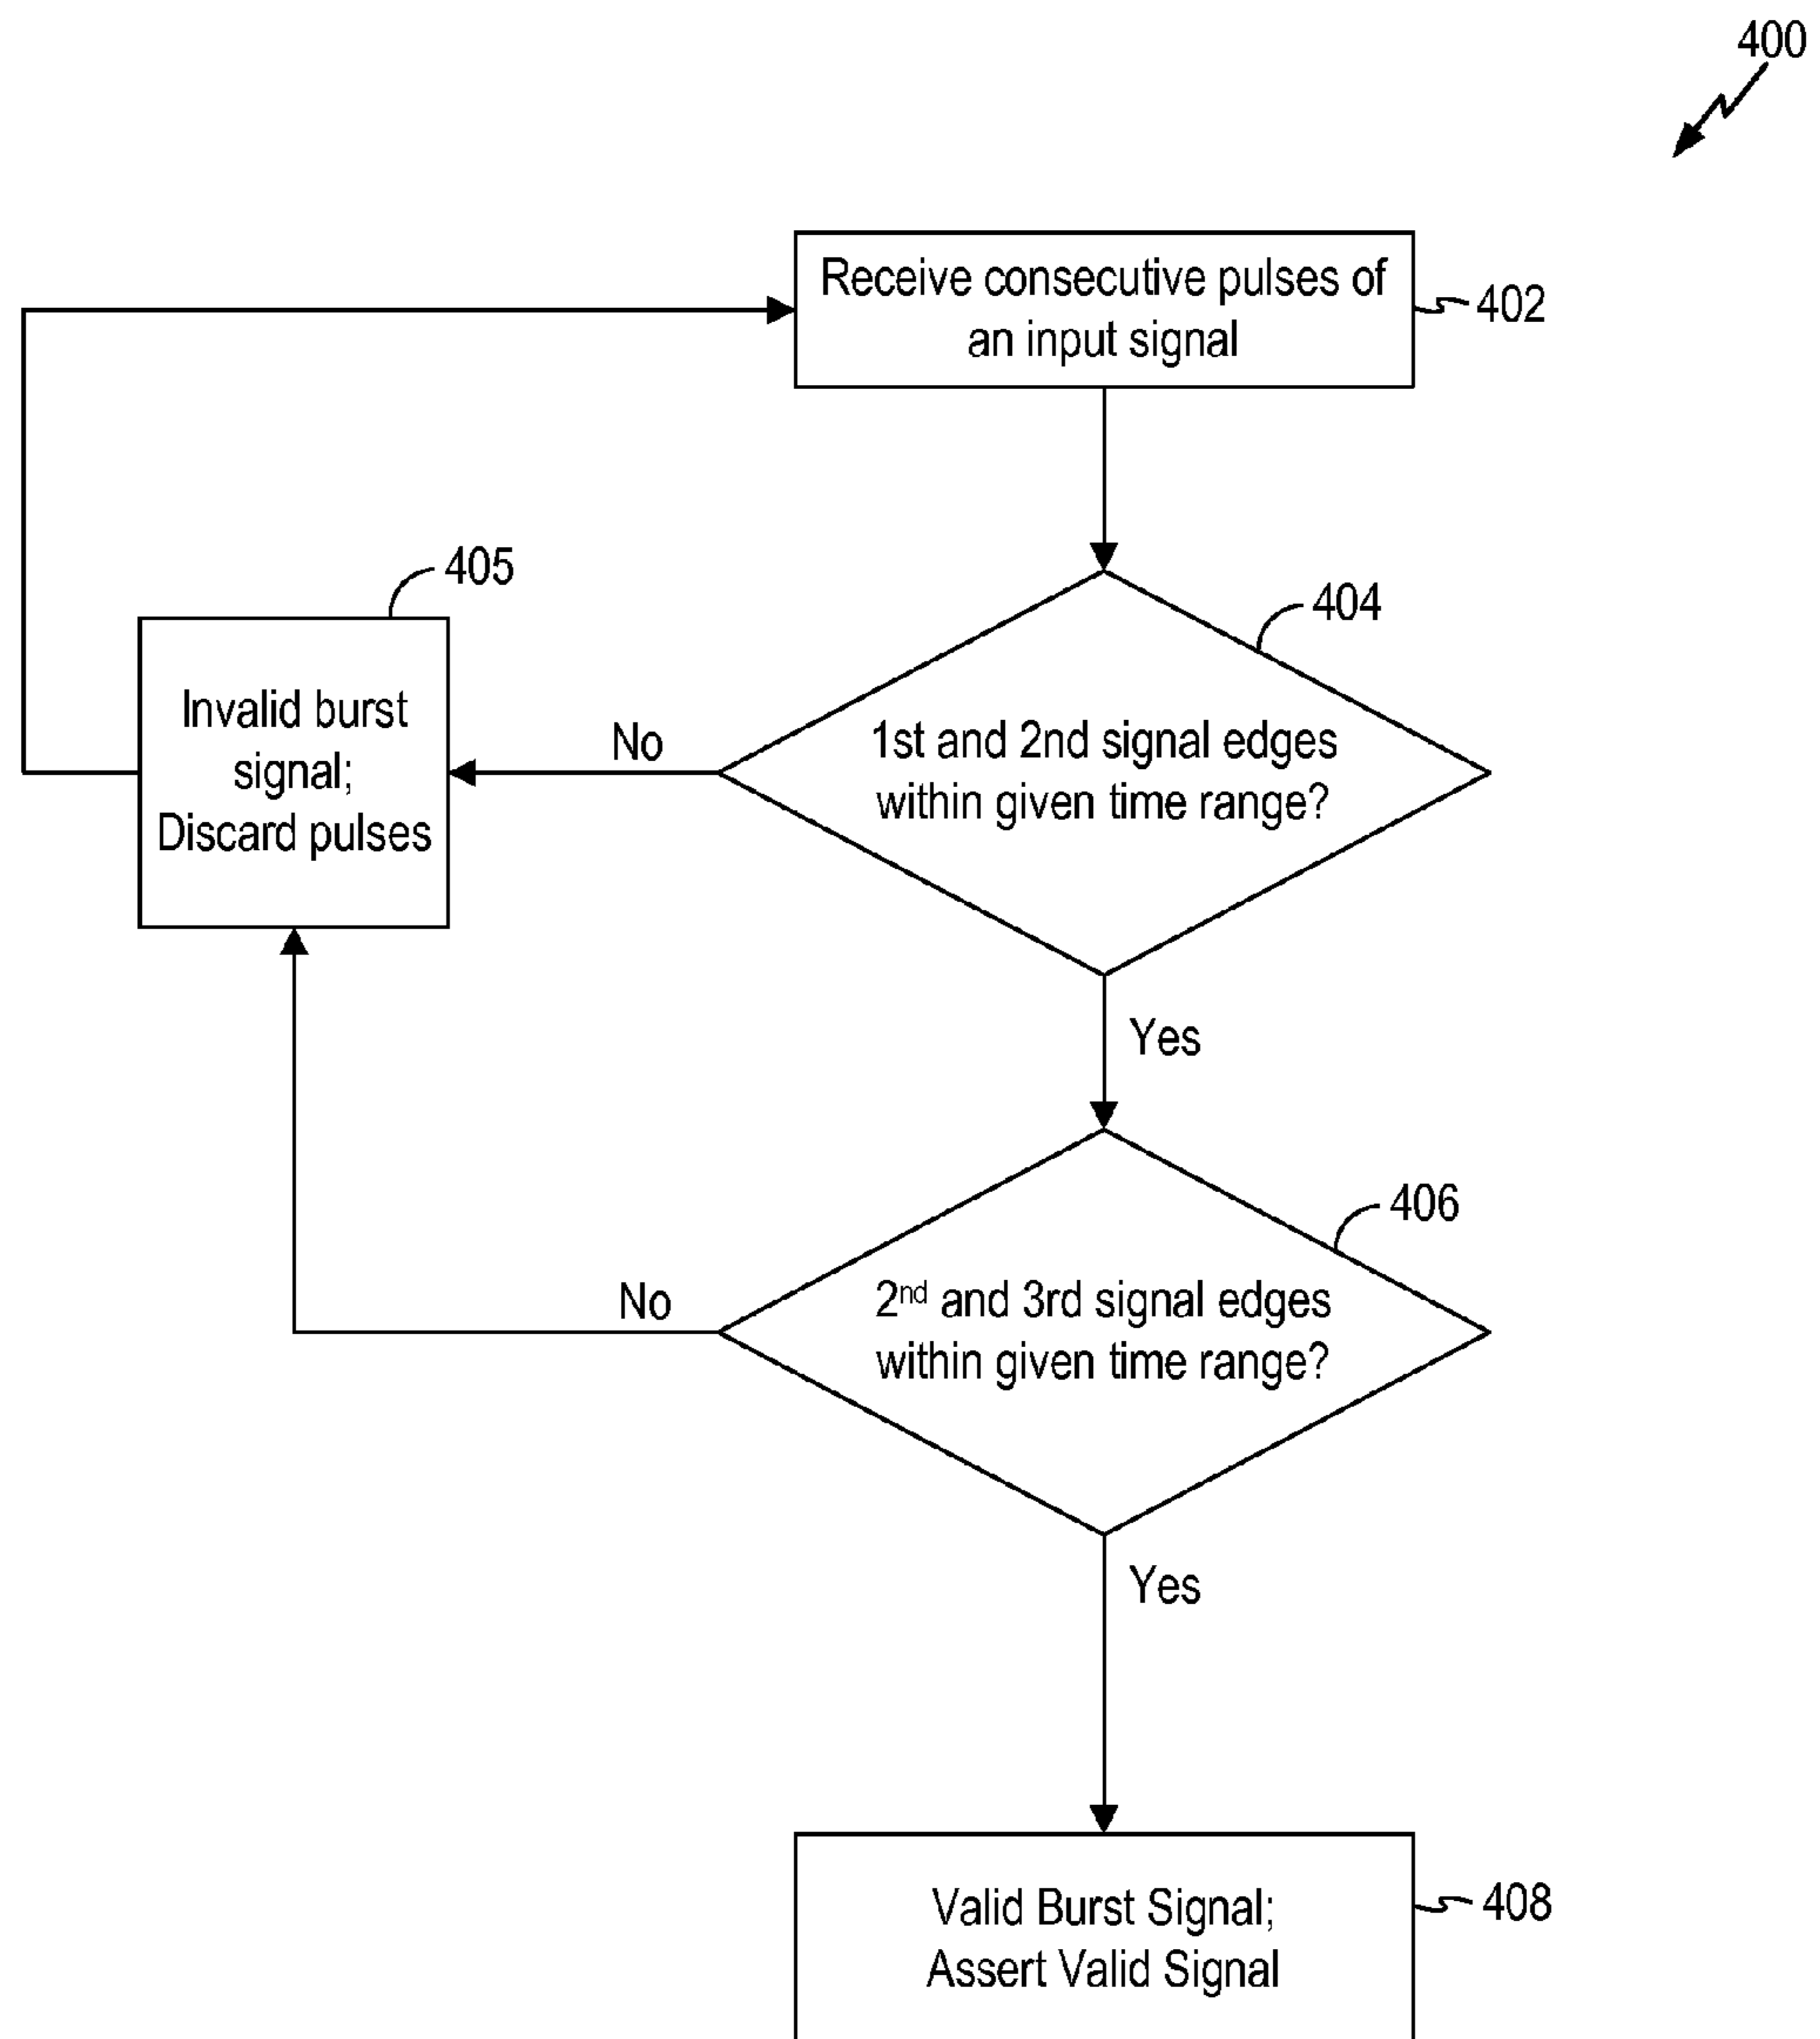 400
Receive consecutive pulses of
an input signal
402
405
404
Invalid burst
signal;
Discard pulses
No
1st and 2nd signal edges
within given time range?
Yes
406
No
2nd and 3rd signal edges
within given time range?
Yes
Valid Burst Signal;
Assert Valid Signal
408